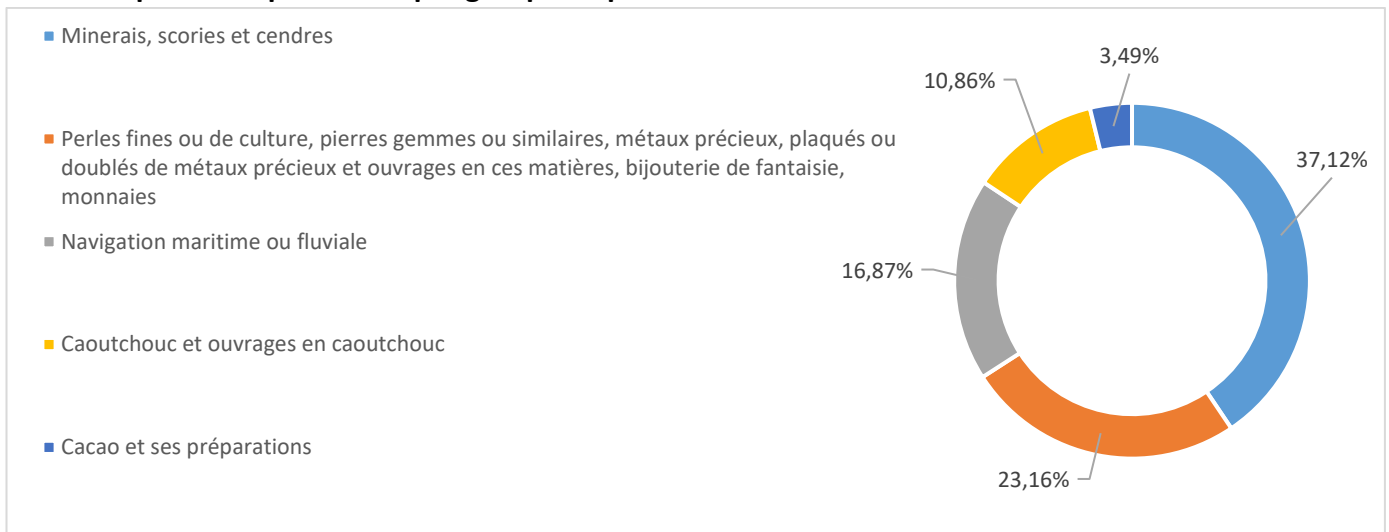 Minerais, scories et cendres
Perles fines ou de culture, pierres gemmes ou similaires, métaux précieux, plaqués ou
doublés de métaux précieux et ouvrages en ces matières, bijouterie de fantaisie,
monnaies
Navigation maritime ou fluviale
Caoutchouc et ouvrages en caoutchouc
Cacao et ses préparations
3,49%
10,86%
37,12%
16,87%
23,16%